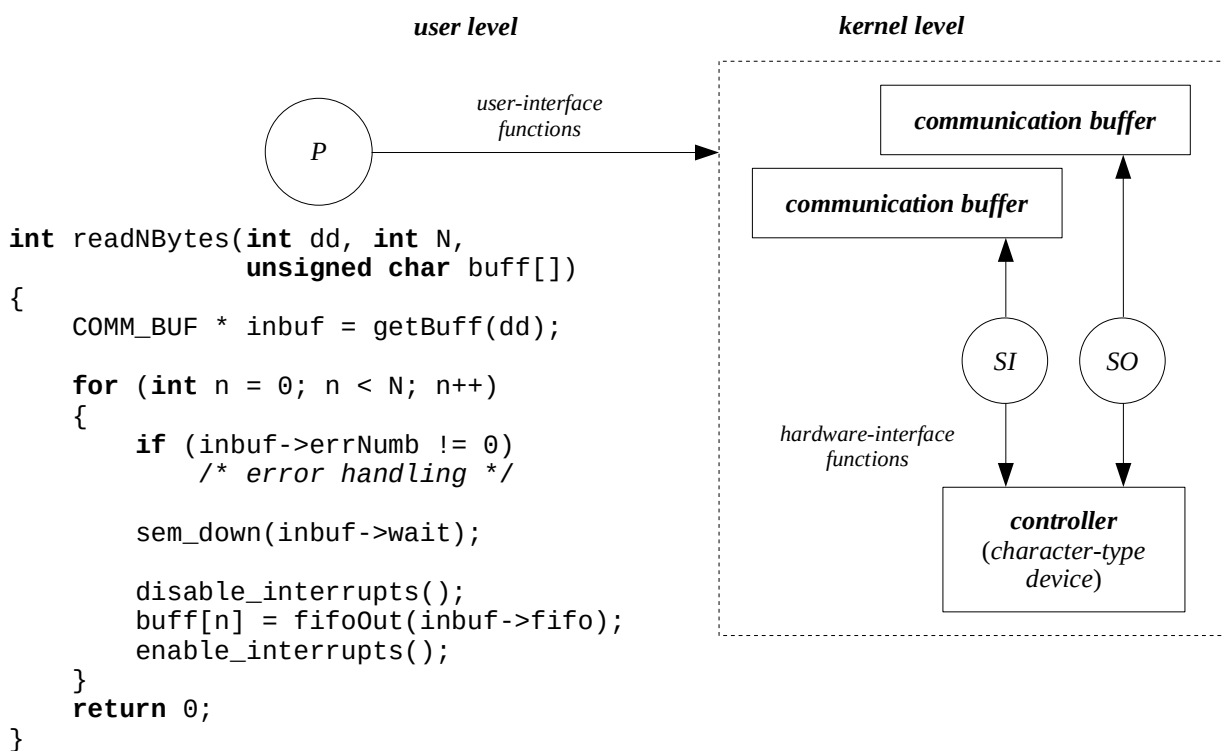 user level
kernel level
P
user-interface
functions
communication buffer
communication buffer
SI
SO
hardware-interface
functions
controller
(character-type
device)
int readNBytes(int dd, int N,
               unsigned char buff[])
{
    COMM_BUF * inbuf = getBuff(dd);
    for (int n = 0; n < N; n++)
    {
        if (inbuf->errNumb != 0)
            /* error handling */
        sem_down(inbuf->wait);
        disable_interrupts();
        buff[n] = fifoOut(inbuf->fifo);
        enable_interrupts();
    }
    return 0;
}